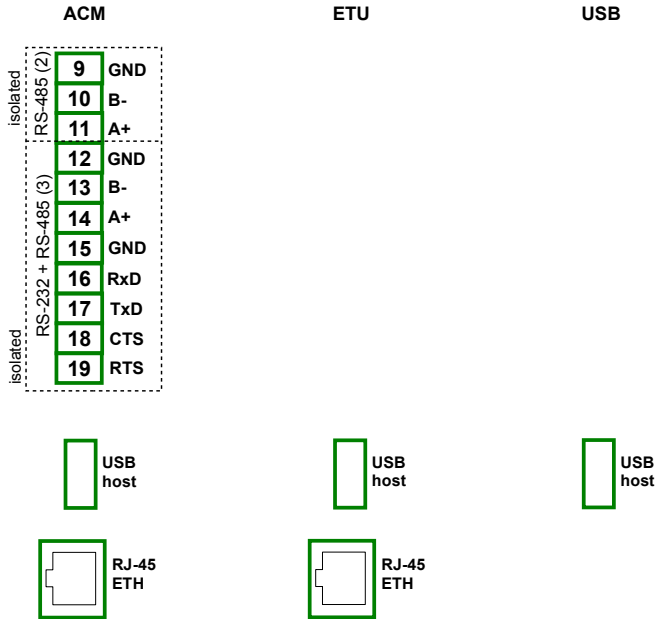 ACM
ETU
USB
isolated
RS-485 (2)
9 GND
10 B-
11 A+
isolated
RS-232 + RS-485 (3)
12 GND
13 B-
14 A+
15 GND
16 RxD
17 TxD
18 CTS
19 RTS
USB
host
USB
host
USB
host
RJ-45
ETH
RJ-45
ETH